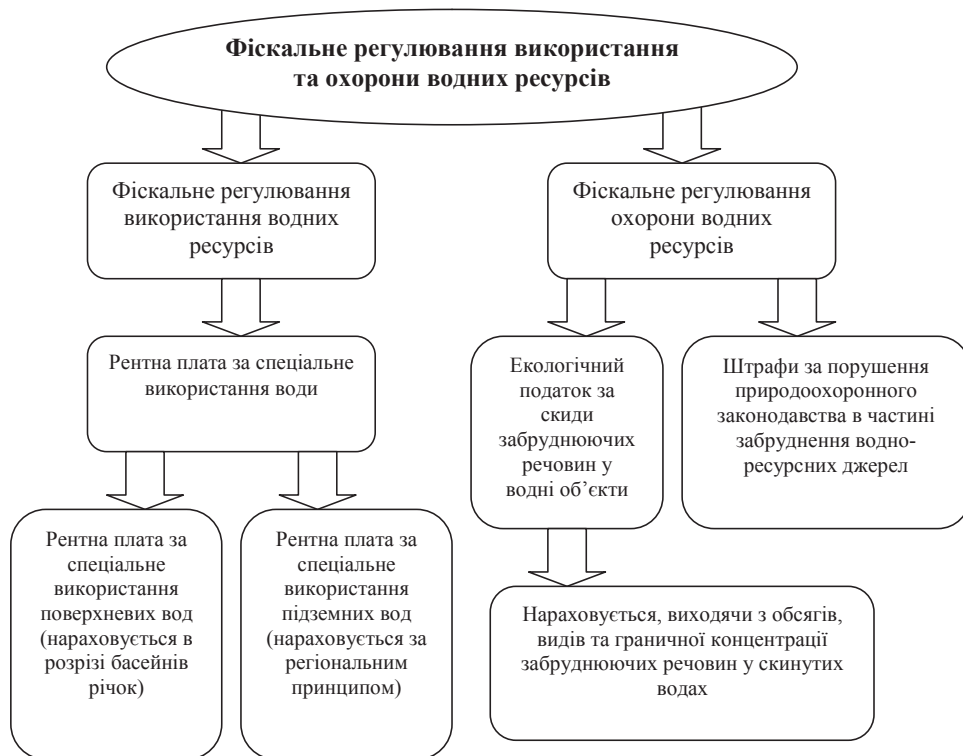 Фіскальне регулювання використання
та охорони водних ресурсів
Фіскальне регулювання
використання водних
ресурсів
Фіскальне регулювання
охорони водних
ресурсів
Рентна плата за спеціальне
використання води
Екологічний
податок за
скиди
забруднюючих
речовин у
водні об’єкти
Штрафи за порушення
природоохоронного
законодавства в частині
забруднення водно-
ресурсних джерел
Рентна плата за
спеціальне
використання
поверхневих вод
(нараховується в
розрізі басейнів
річок)
Рентна плата за
спеціальне
використання
підземних вод
(нараховується за
регіональним
принципом)
Нараховується, виходячи з обсягів,
видів та граничної концентрації
забруднюючих речовин у скинутих
водах